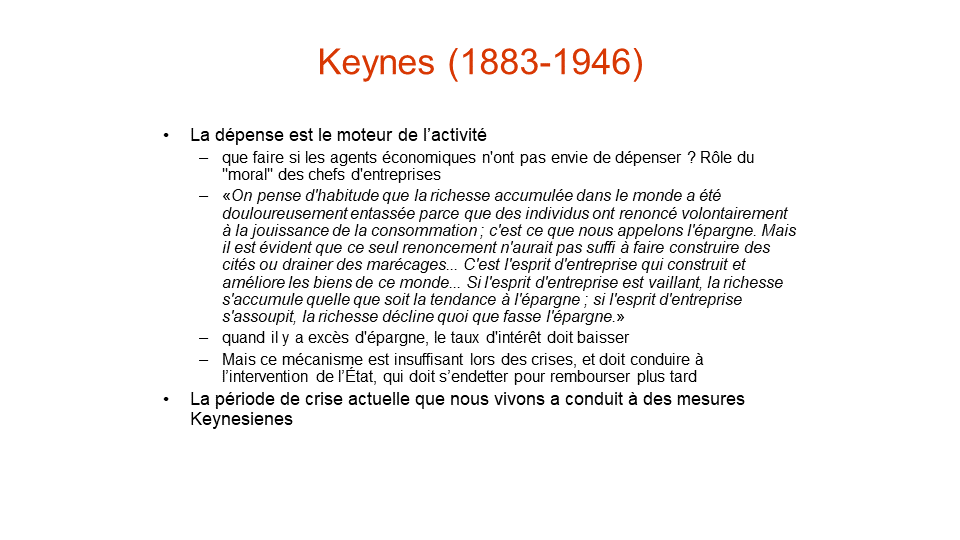 Keynes (1883-1946)
• La dépense est le moteur de l’activité
– que faire si les agents économiques n'ont pas envie de dépenser ? Rôle du
"moral" des chefs d'entreprises
– «On pense d'habitude que la richesse accumulée dans le monde a été
douloureusement entassée parce que des individus ont renoncé volontairement
à la jouissance de la consommation ; c'est ce que nous appelons l'épargne. Mais
il est évident que ce seul renoncement n'aurait pas suffi à faire construire des
cités ou drainer des marécages... C'est l'esprit d'entreprise qui construit et
améliore les biens de ce monde... Si l'esprit d'entreprise est vaillant, la richesse
s'accumule quelle que soit la tendance à l'épargne ; si l'esprit d'entreprise
s'assoupit, la richesse décline quoi que fasse l'épargne.»
– quand il y a excès d'épargne, le taux d'intérêt doit baisser
– Mais ce mécanisme est insuffisant lors des crises, et doit conduire à
l’intervention de l’État, qui doit s’endetter pour rembourser plus tard
• La période de crise actuelle que nous vivons a conduit à des mesures
Keynesienes